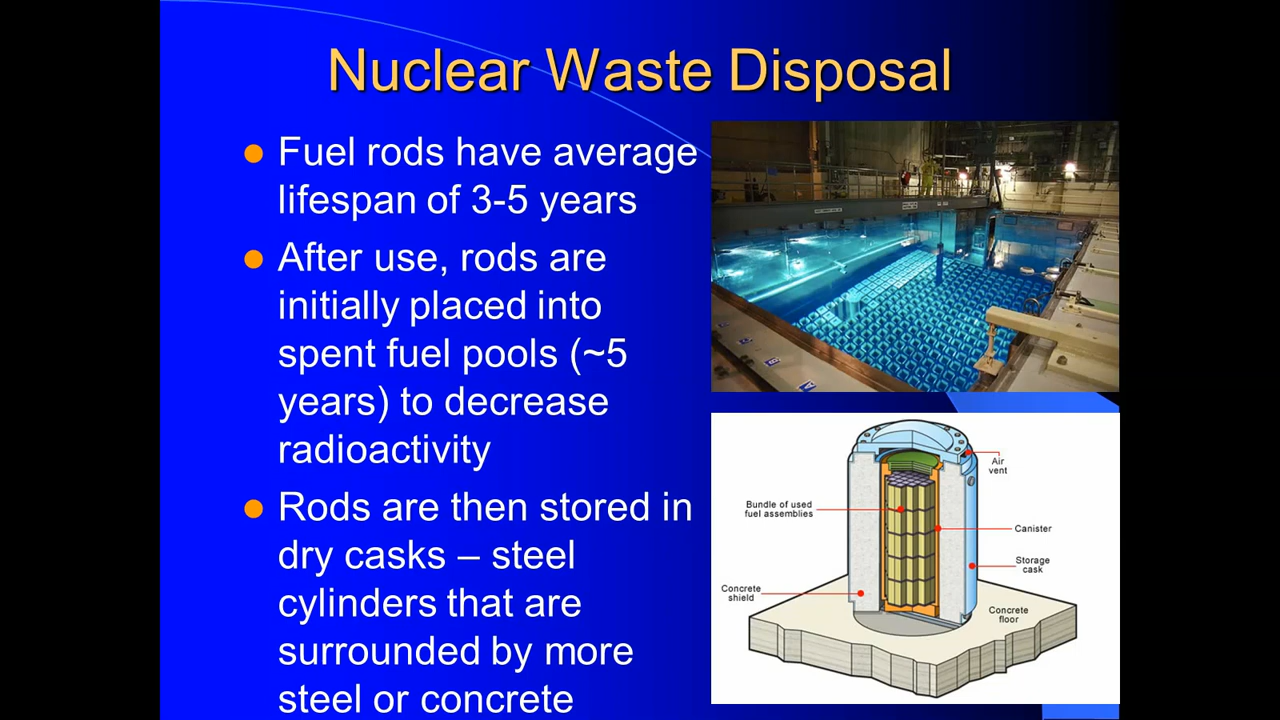 Nuclear Waste Disposal
● Fuel rods have average
lifespan of 3-5 years
● After use, rods are
initially placed into
spent fuel pools (~5
years) to decrease
radioactivity
● Rods are then stored in
dry casks – steel
cylinders that are
surrounded by more
steel or concrete
Air
vent
Bundle of used
fuel assemblies
Canister
Storage
cask
Concrete
shield
Concrete
floor